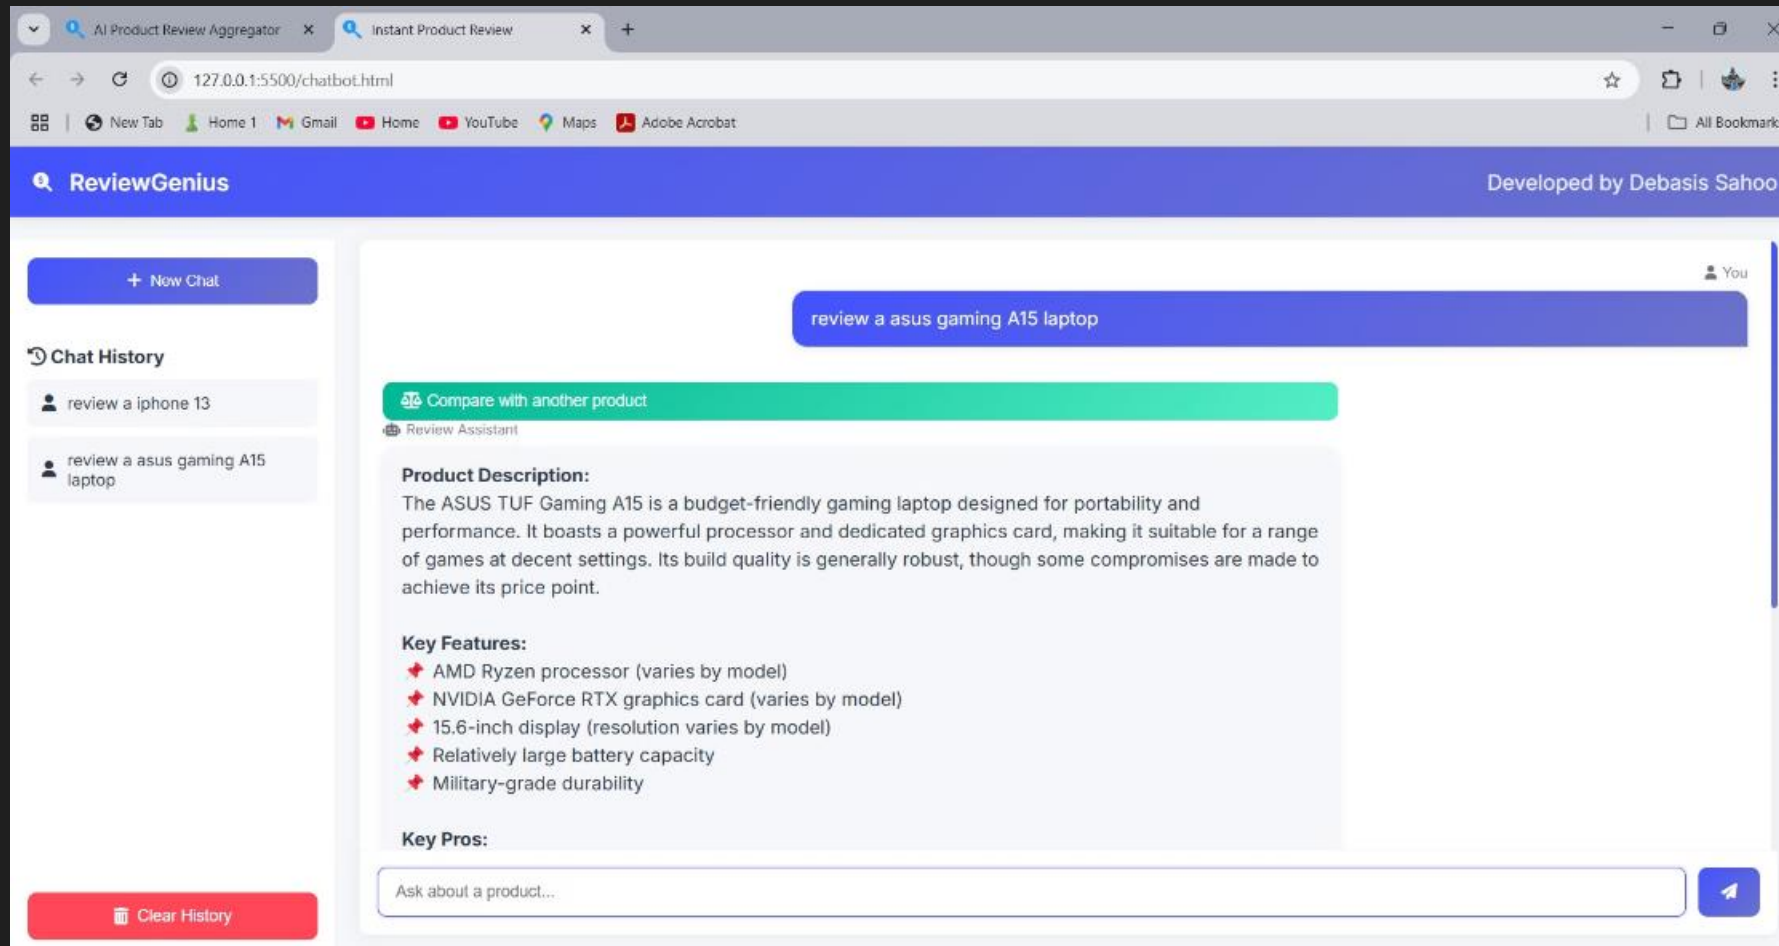 AI Product Review Aggregator
Instant Product Review
127.0.0.1:5500/chatbot.html
New Tab
Home 1
Gmail
Home
YouTube
Maps
Adobe Acrobat
All Bookmark
ReviewGenius
Developed by Debasis Sahoo
+ New Chat
Chat History
review a iphone 13
review a asus gaming A15
laptop
Clear History
You
review a asus gaming A15 laptop
Compare with another product
Review Assistant
Product Description:
The ASUS TUF Gaming A15 is a budget-friendly gaming laptop designed for portability and
performance. It boasts a powerful processor and dedicated graphics card, making it suitable for a range
of games at decent settings. Its build quality is generally robust, though some compromises are made to
achieve its price point.
Key Features:
📌 AMD Ryzen processor (varies by model)
📌 NVIDIA GeForce RTX graphics card (varies by model)
📌 15.6-inch display (resolution varies by model)
📌 Relatively large battery capacity
📌 Military-grade durability
Key Pros:
Ask about a product...